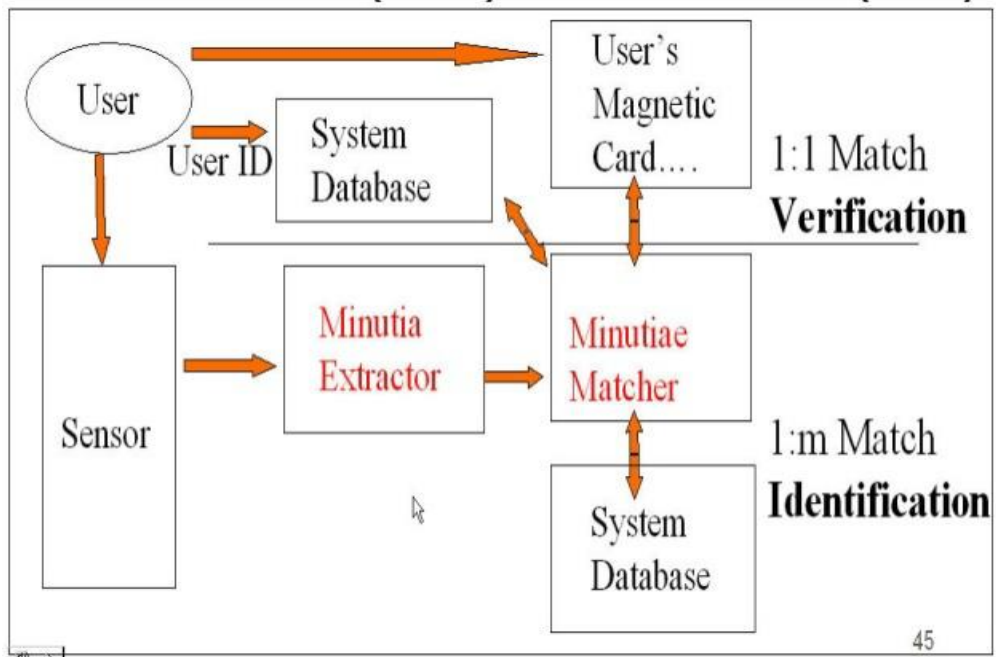 User
User ID
System
Database
User's
Magnetic
Card....
1:1 Match
Verification
Sensor
Minutia
Extractor
Minutiae
Matcher
1:m Match
Identification
System
Database
45